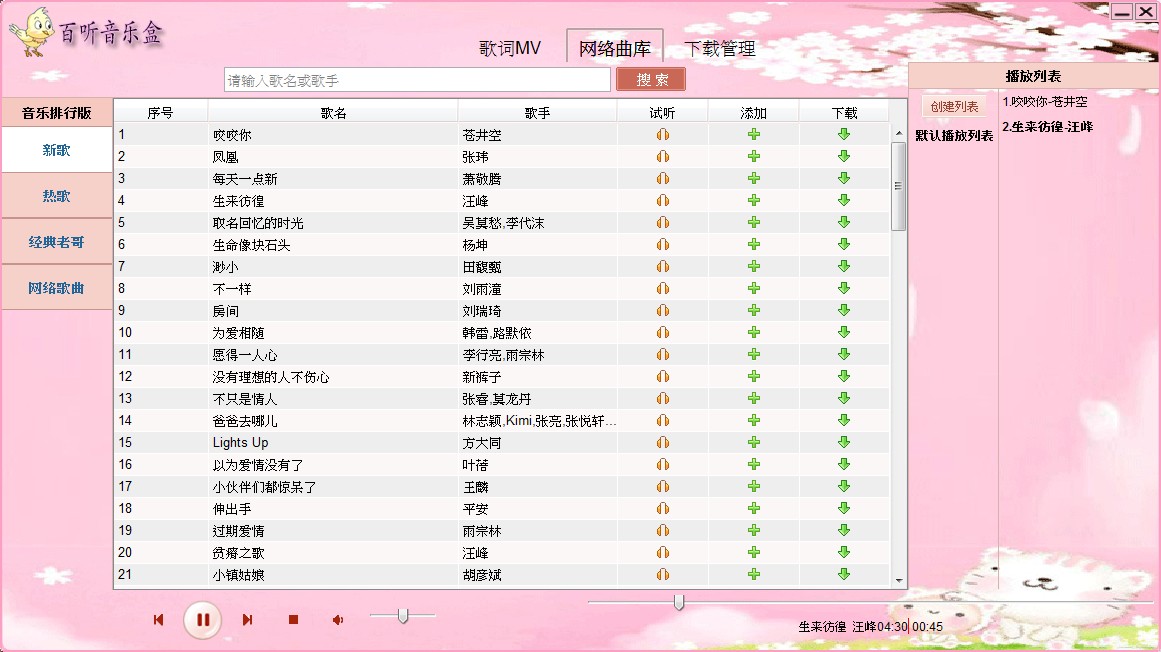 百听音乐盒
歌词MV 网络曲库 下载管理
请输入歌名或歌手 搜 索
音乐排行版
新歌
热歌
经典老哥
网络歌曲
序号 歌名 歌手 试听 添加 下载
1 咬咬你 苍井空
2 凤凰 张玮
3 每天一点新 萧敬腾
4 生来彷徨 汪峰
5 取名回忆的时光 吴莫愁,李代沫
6 生命像块石头 杨坤
7 渺小 田馥甄
8 不一样 刘雨潼
9 房间 刘瑞琦
10 为爱相随 韩雷,路默依
11 愿得一人心 李行亮,雨宗林
12 没有理想的人不伤心 新裤子
13 不只是情人 张睿,莫龙丹
14 爸爸去哪儿 林志颖,Kimi,张亮,张悦轩...
15 Lights Up 方大同
16 以为爱情没有了 叶蓓
17 小伙伴们都惊呆了 王麟
18 伸出手 平安
19 过期爱情 雨宗林
20 贫瘠之歌 汪峰
21 小镇姑娘 胡彦斌
播放列表
创建列表
默认播放列表
1.咬咬你-苍井空
2.生来彷徨-汪峰
生来彷徨 汪峰04:30|00:45